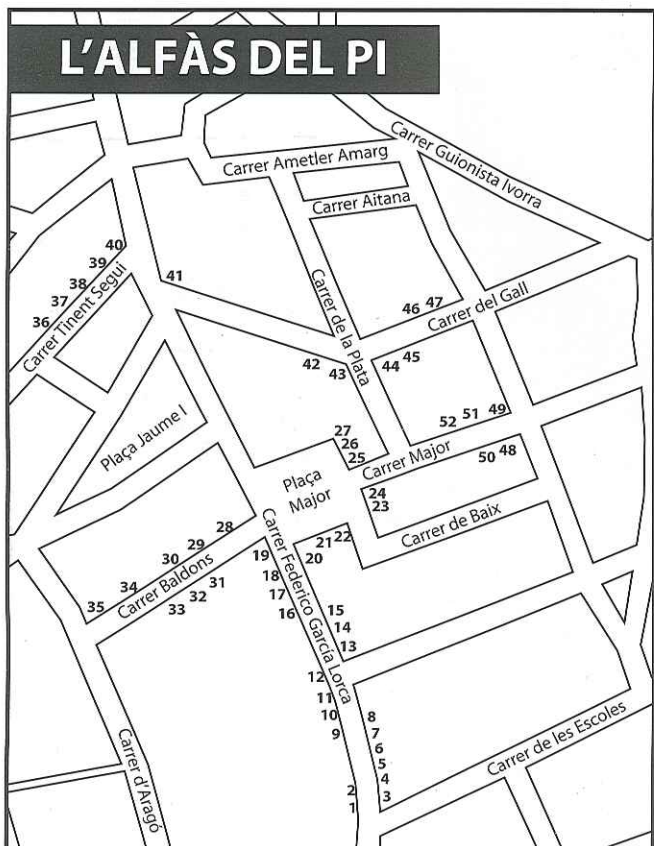 L'ALFÀS DEL PI
Carrer Guionista Ivorra
Carrer Ametler Amarg
Carrer Aitana
40
39
38
37
36
Carrer Tinent Segui
41
Carrer de la Plata
46 47
Carrer del Gall
42
43
44 45
Plaça Jaume I
27
26
25
52 51 49
Carrer Major
50 48
Plaça
Major
24
23
Carrer de Baix
28
29
30
34
35
Carrer Baldons
31
32
33
Carrer Federico García Lorca
22
21
20
19
18
17
16
15
14
13
12
11
10
9
8
7
6
5
4
3
2
1
Carrer d'Aragó
Carrer de les Escoles